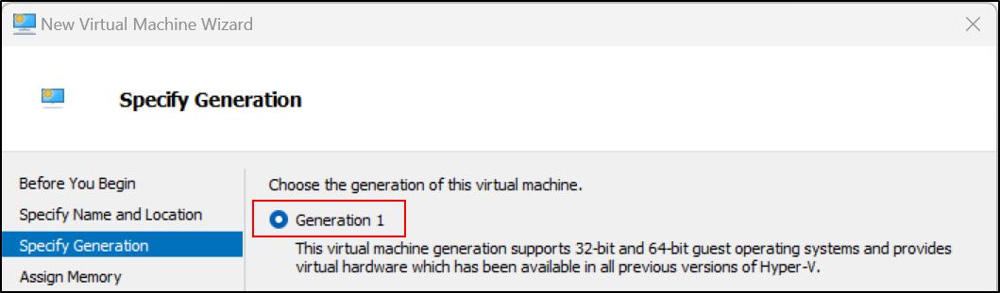 New Virtual Machine Wizard
Specify Generation
Before You Begin
Specify Name and Location
Specify Generation
Assign Memory
Choose the generation of this virtual machine.
Generation 1
This virtual machine generation supports 32-bit and 64-bit guest operating systems and provides
virtual hardware which has been available in all previous versions of Hyper-V.